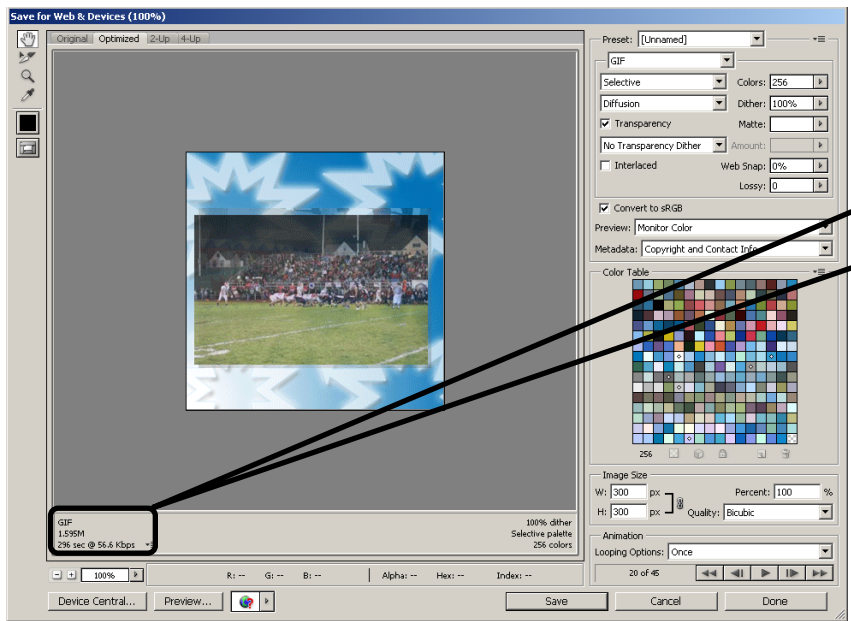 Save for Web & Devices (100%)
Original Optimized 2-Up 4-Up
Preset: [Unnamed]
GIF
Selective Colors: 256
Diffusion Dither: 100%
Transparency Matte:
No Transparency Dither Amount:
Interlaced Web Snap: 0%
Lossy: 0
Convert to sRGB
Preview: Monitor Color
Metadata: Copyright and Contact Info
Color Table
256
Image Size
W: 300 px Percent: 100 %
H: 300 px Quality: Bicubic
Animation
Looping Options: Once
20 of 45
GIF 100% dither
1.595M Selective palette
296 sec @ 56.6 Kbps 256 colors
100% R: -- G: -- B: -- Alpha: -- Hex: -- Index: --
Device Central... Preview... Save Cancel Done